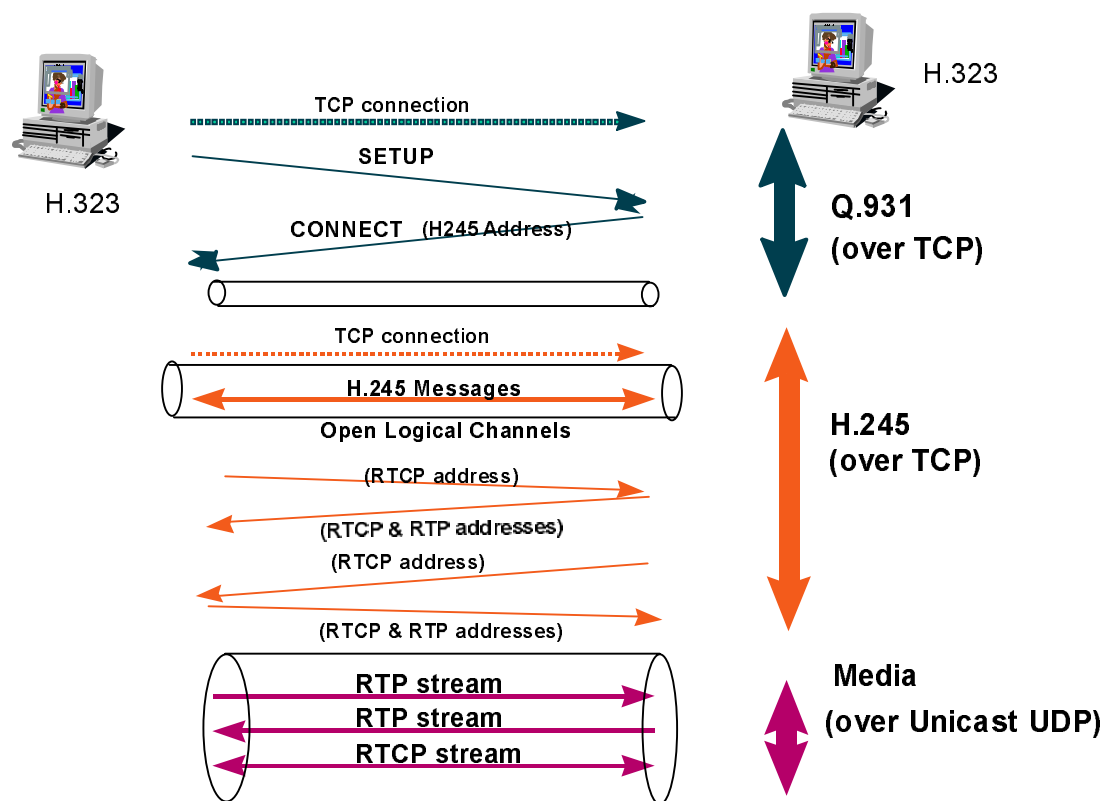 H.323
H.323
TCP connection
SETUP
CONNECT (H245 Address)
Q.931
(over TCP)
TCP connection
H.245 Messages
Open Logical Channels
H.245
(over TCP)
(RTCP address)
(RTCP & RTP addresses)
(RTCP address)
(RTCP & RTP addresses)
RTP stream
RTP stream
RTCP stream
Media
(over Unicast UDP)